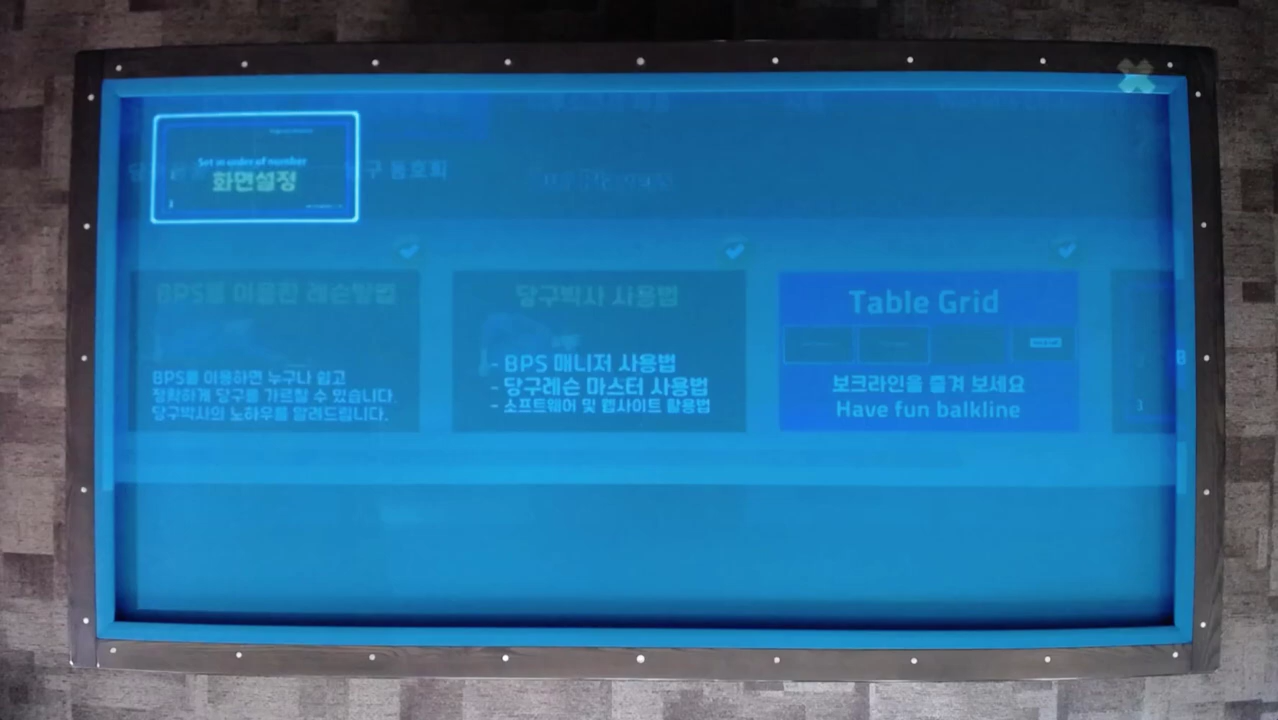 Set in order of number
화면설정
1
구 동호회
BPS를 이용한 레슨방법
BPS를 이용하면 누구나 쉽고
정확하게 당구를 가르칠 수 있습니다.
당구박사의 노하우를 알려드립니다.
당구박사 사용법
- BPS 매니저 사용법
- 당구레슨 마스터 사용법
- 소프트웨어 및 웹사이트 활용법
Table Grid
보크라인을 즐겨 보세요
Have fun balkline
B
1